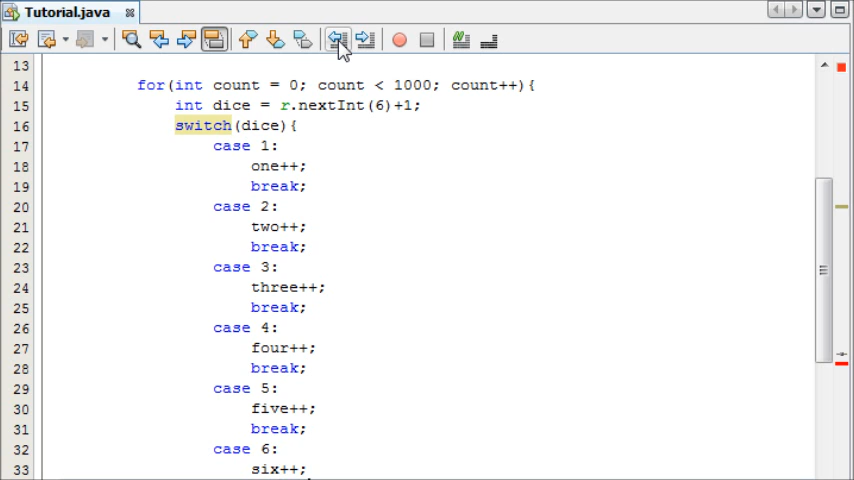 Tutorial.java
13
14 for(int count = 0; count < 1000; count++){
15 int dice = r.nextInt(6)+1;
16 switch(dice){
17 case 1:
18 one++;
19 break;
20 case 2:
21 two++;
22 break;
23 case 3:
24 three++;
25 break;
26 case 4:
27 four++;
28 break;
29 case 5:
30 five++;
31 break;
32 case 6:
33 six++;